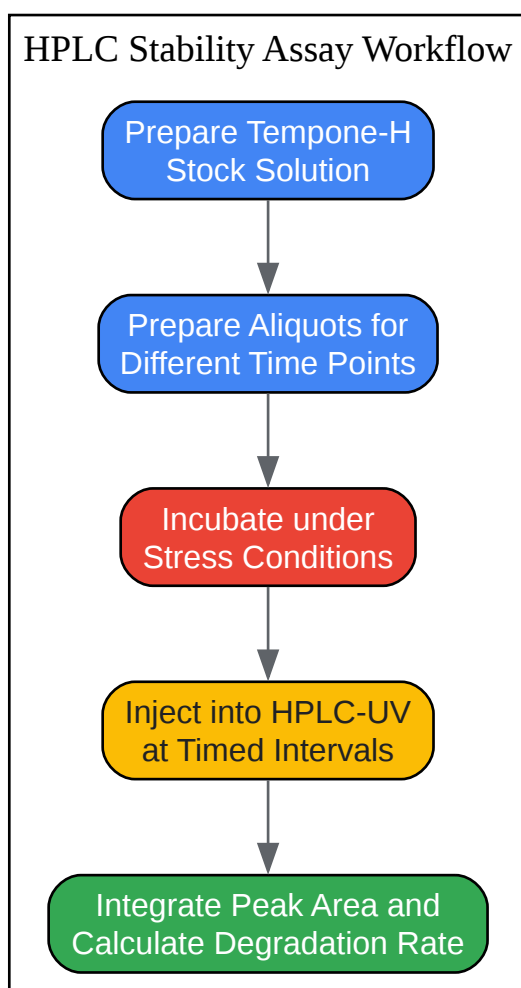 HPLC Stability Assay Workflow
Prepare Tempone-H
Stock Solution
Prepare Aliquots for
Different Time Points
Incubate under
Stress Conditions
Inject into HPLC-UV
at Timed Intervals
Integrate Peak Area and
Calculate Degradation Rate